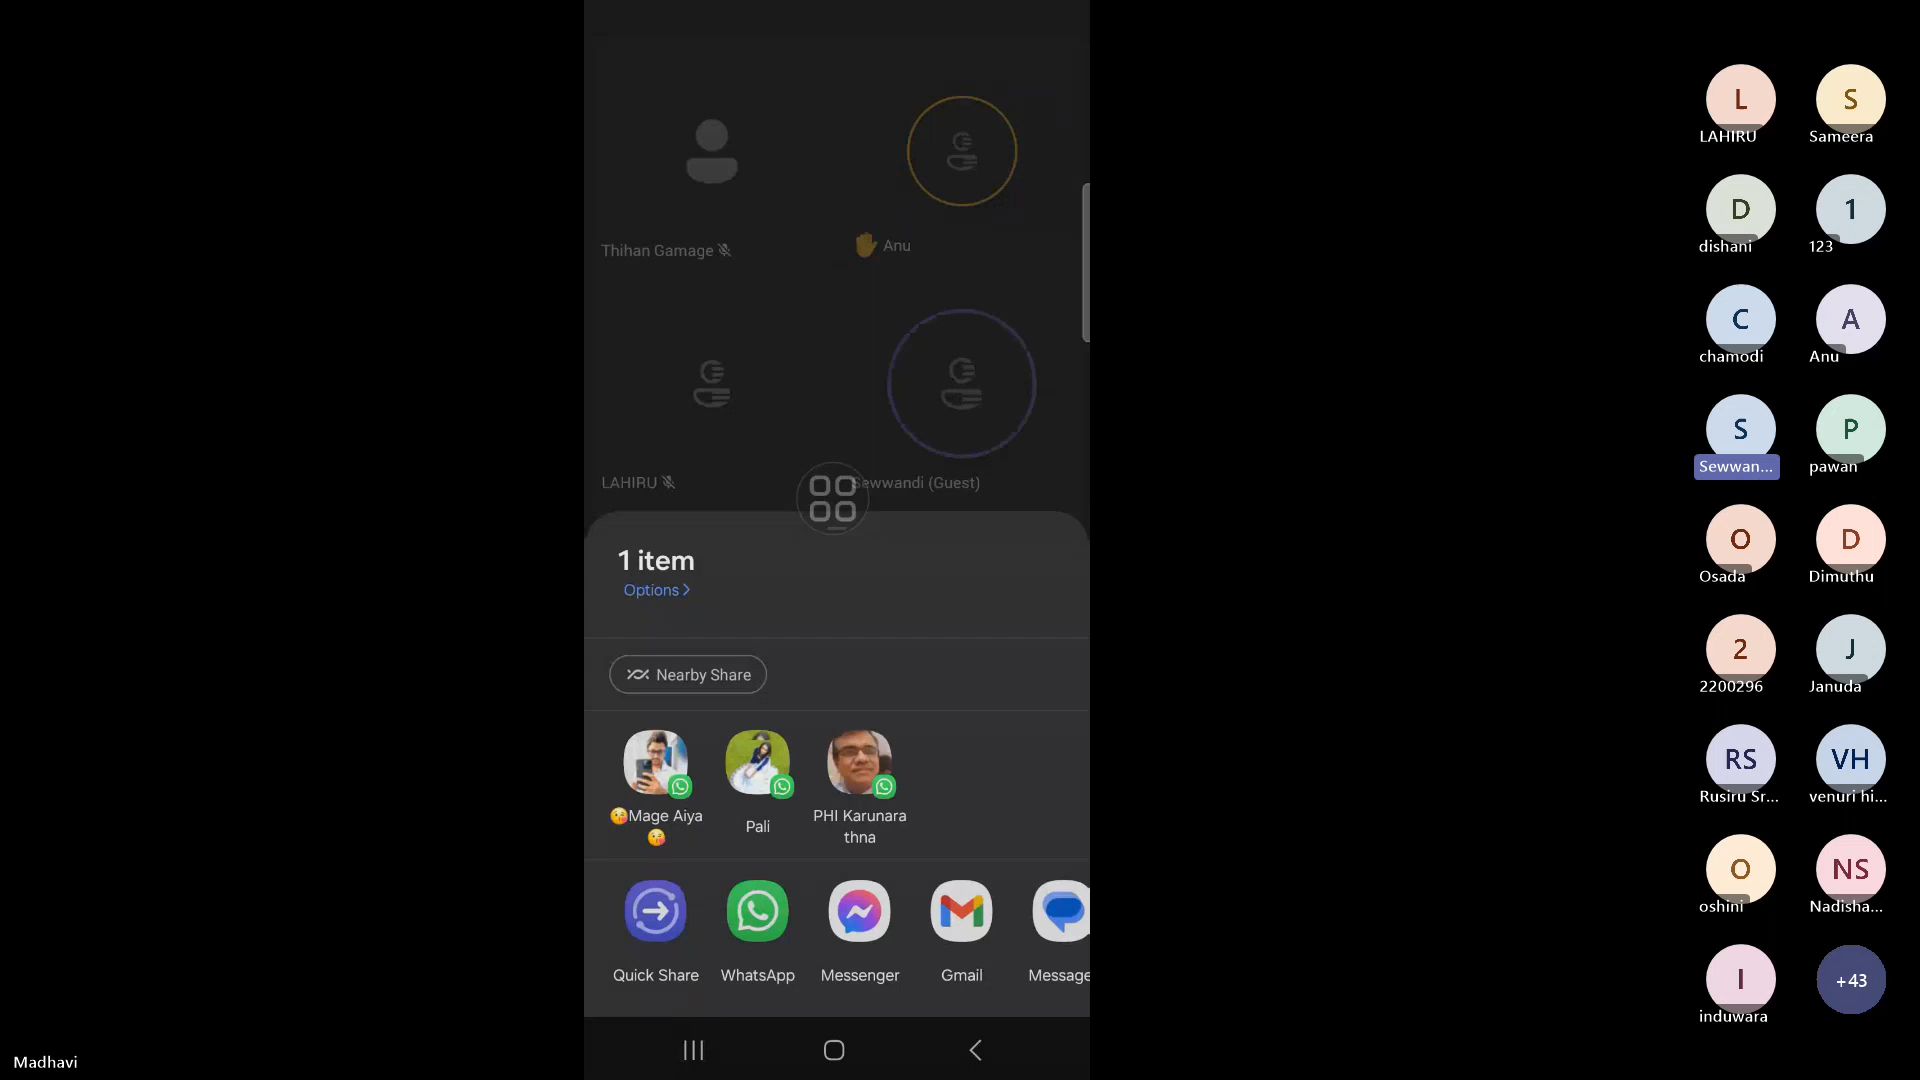 Thihan Gamage
Anu
LAHIRU
Sewwandi (Guest)
1 item
Options
Nearby Share
😘Mage Aiya
😘
Pali
PHI Karunara
thna
Quick Share
WhatsApp
Messenger
Gmail
Message
Madhavi
L
LAHIRU
S
Sameera
D
dishani
1
123
C
chamodi
A
Anu
S
Sewwan...
P
pawan
O
Osada
D
Dimuthu
2
2200296
J
Januda
RS
Rusiru Sr...
VH
venuri hi...
O
oshini
NS
Nadisha...
I
induwara
+43